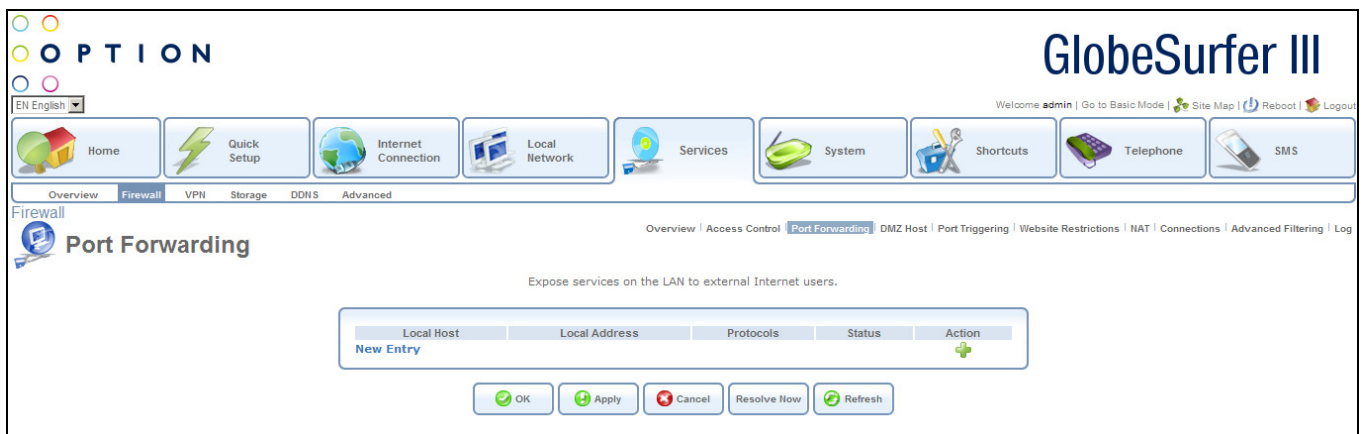 OPTION
GlobeSurfer III
EN English
Welcome admin | Go to Basic Mode | Site Map | Reboot | Logout
Home
Quick Setup
Internet Connection
Local Network
Services
System
Shortcuts
Telephone
SMS
Overview Firewall VPN Storage DDNS Advanced
Firewall
Port Forwarding
Overview | Access Control | Port Forwarding | DMZ Host | Port Triggering | Website Restrictions | NAT | Connections | Advanced Filtering | Log
Expose services on the LAN to external Internet users.
Local Host Local Address Protocols Status Action
New Entry
OK Apply Cancel Resolve Now Refresh